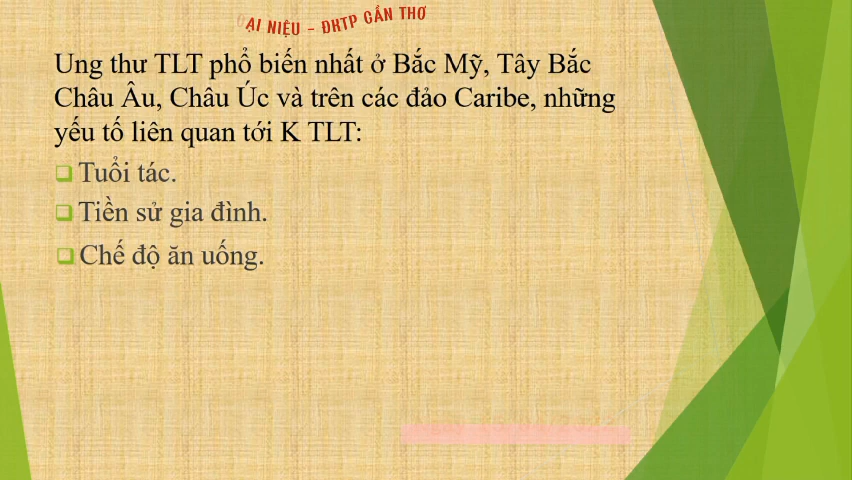 ẠI NIỆU - ĐHTP CẦN THƠ
Ung thư TLT phổ biến nhất ở Bắc Mỹ, Tây Bắc
Châu Âu, Châu Úc và trên các đảo Caribe, những
yếu tố liên quan tới K TLT:
Tuổi tác.
Tiền sử gia đình.
Chế độ ăn uống.